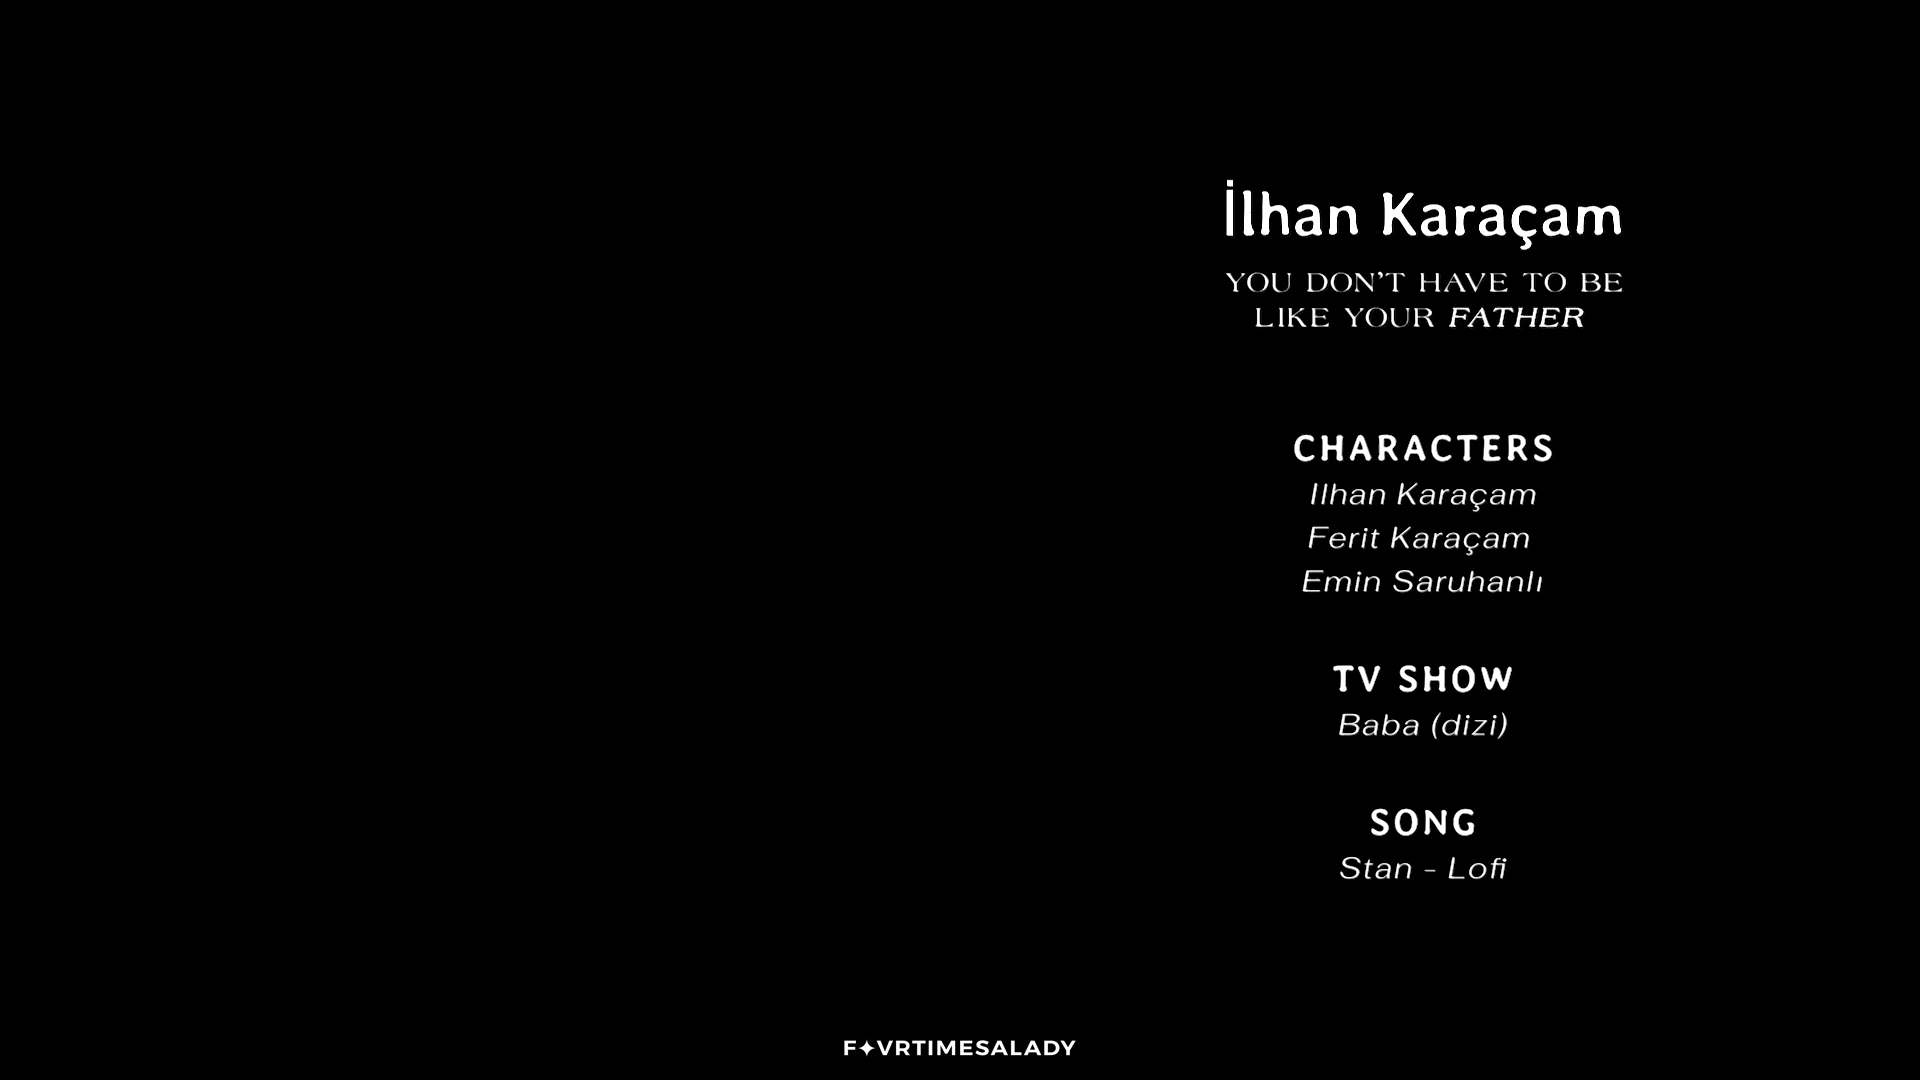 İlhan Karaçam
YOU DON'T HAVE TO BE
LIKE YOUR FATHER
CHARACTERS
Ilhan Karaçam
Ferit Karaçam
Emin Saruhanlı
TV SHOW
Baba (dizi)
SONG
Stan - Lofi
F✦VRTIMESALADY